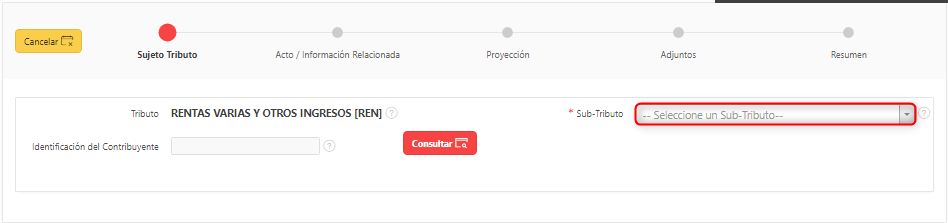 Cancelar
Sujeto Tributo
Acto / Información Relacionada
Proyección
Adjuntos
Resumen
Tributo RENTAS VARIAS Y OTROS INGRESOS [REN] ? * Sub-Tributo -- Seleccione un Sub-Tributo-- ?
Identificación del Contribuyente ? Consultar